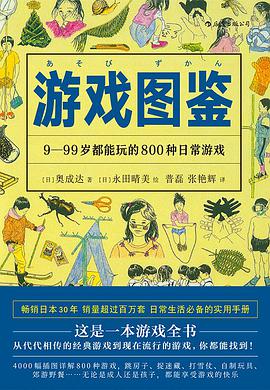 后浪出版公司
あそび ずかん
游戏图鉴
9—99岁都能玩的800种日常游戏
[日]奥成达 著 [日]永田晴美 绘 普磊 张艳辉 译
畅销日本30年 销量超过百万套 日常生活必备的实用手册
这是一本游戏全书
从代代相传的经典游戏到现在流行的游戏，你都能找到！
4000幅插图详解800种游戏，跳房子、捉迷藏、打雪仗、自制玩具、
郊游野餐……无论是成人还是孩子，都能享受游戏的快乐